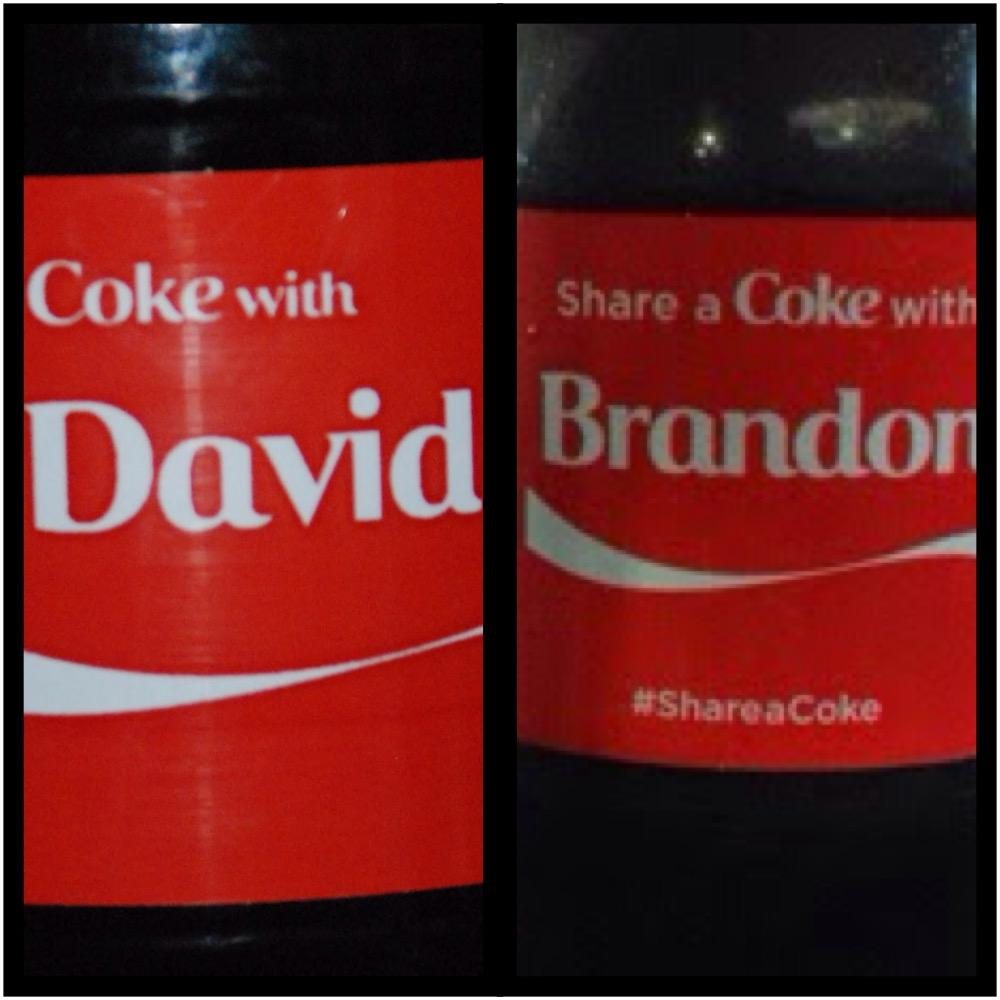 Coke with
David
Share a Coke with
Brandon
#ShareaCoke